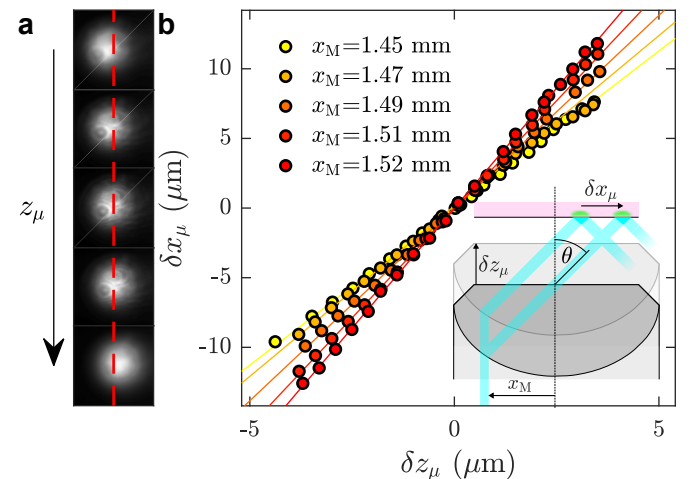 a
b
z_μ
x_M=1.45 mm
x_M=1.47 mm
x_M=1.49 mm
x_M=1.51 mm
x_M=1.52 mm
10
5
0
-5
-10
δx_μ (μm)
δx_μ
δz_μ
θ
x_M
-5
0
5
δz_μ (μm)